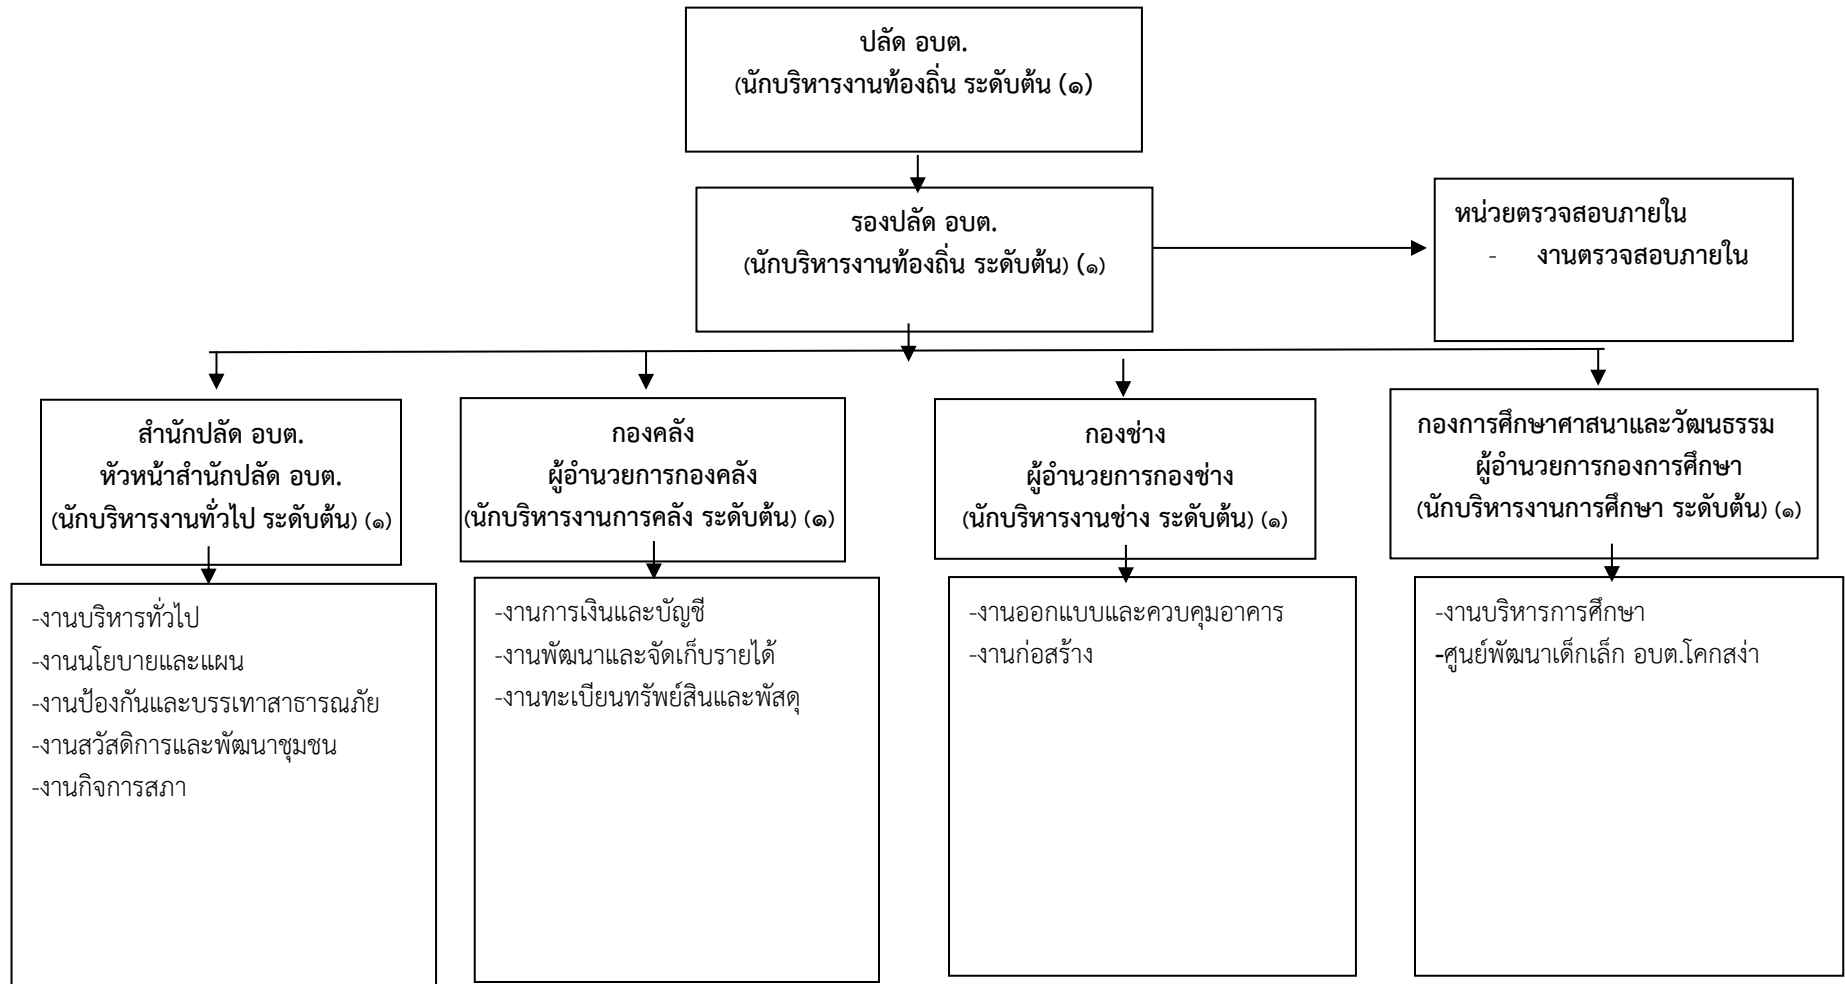 ปลัด อบต.
(นักบริหารงานท้องถิ่น ระดับต้น (๑)
รองปลัด อบต.
(นักบริหารงานท้องถิ่น ระดับต้น) (๑)
หน่วยตรวจสอบภายใน
- งานตรวจสอบภายใน
สำนักปลัด อบต.
หัวหน้าสำนักปลัด อบต.
(นักบริหารงานทั่วไป ระดับต้น) (๑)
กองคลัง
ผู้อำนวยการกองคลัง
(นักบริหารงานการคลัง ระดับต้น) (๑)
กองช่าง
ผู้อำนวยการกองช่าง
(นักบริหารงานช่าง ระดับต้น) (๑)
กองการศึกษาศาสนาและวัฒนธรรม
ผู้อำนวยการกองการศึกษา
(นักบริหารงานการศึกษา ระดับต้น) (๑)
-งานบริหารทั่วไป
-งานนโยบายและแผน
-งานป้องกันและบรรเทาสาธารณภัย
-งานสวัสดิการและพัฒนาชุมชน
-งานกิจการสภา
-งานการเงินและบัญชี
-งานพัฒนาและจัดเก็บรายได้
-งานทะเบียนทรัพย์สินและพัสดุ
-งานออกแบบและควบคุมอาคาร
-งานก่อสร้าง
-งานบริหารการศึกษา
-ศูนย์พัฒนาเด็กเล็ก อบต.โคกสง่า